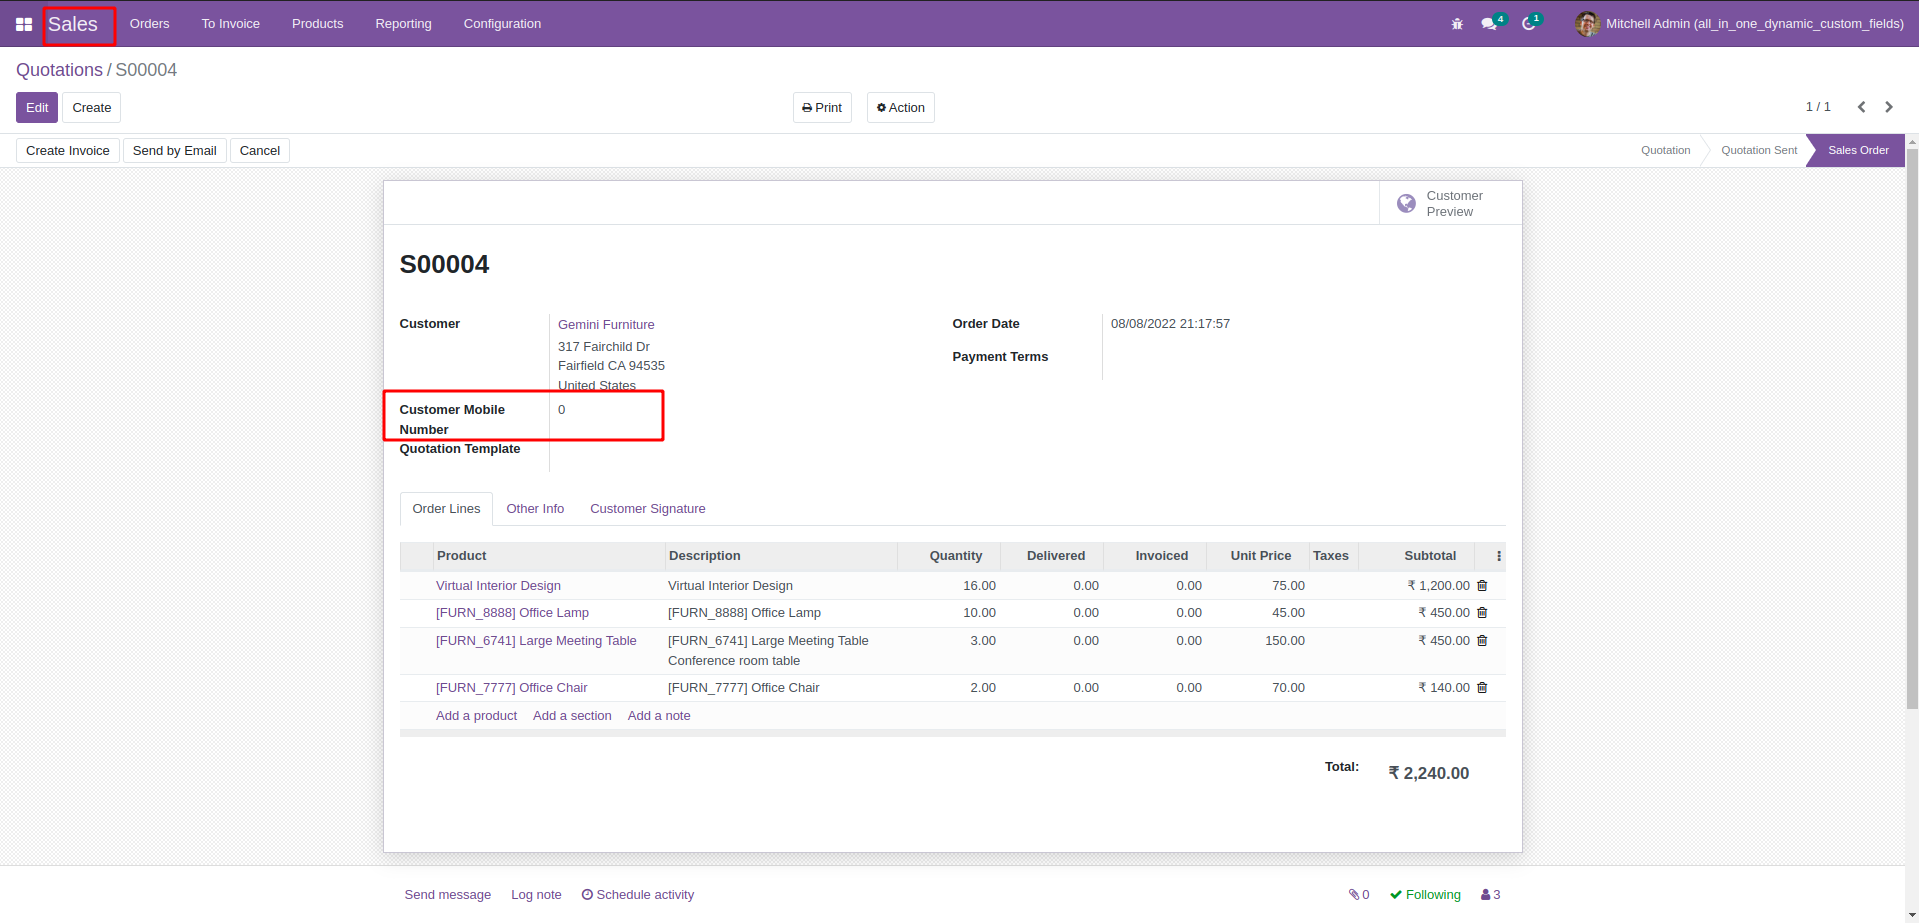 Sales Orders To Invoice Products Reporting Configuration 4 1 Mitchell Admin (all_in_one_dynamic_custom_fields)
Quotations / S00004
Edit Create Print Action 1 / 1
Create Invoice Send by Email Cancel Quotation Quotation Sent Sales Order
Customer
Preview
S00004
Customer Gemini Furniture Order Date 08/08/2022 21:17:57
317 Fairchild Dr
Payment Terms
Fairfield CA 94535
United States
Customer Mobile 0
Number
Quotation Template
Order Lines Other Info Customer Signature
Product Description Quantity Delivered Invoiced Unit Price Taxes Subtotal
Virtual Interior Design Virtual Interior Design 16.00 0.00 0.00 75.00 ₹ 1,200.00
[FURN_8888] Office Lamp [FURN_8888] Office Lamp 10.00 0.00 0.00 45.00 ₹ 450.00
[FURN_6741] Large Meeting Table [FURN_6741] Large Meeting Table 3.00 0.00 0.00 150.00 ₹ 450.00
Conference room table
[FURN_7777] Office Chair [FURN_7777] Office Chair 2.00 0.00 0.00 70.00 ₹ 140.00
Add a product Add a section Add a note
Total: ₹ 2,240.00
Send message Log note Schedule activity 0 Following 3